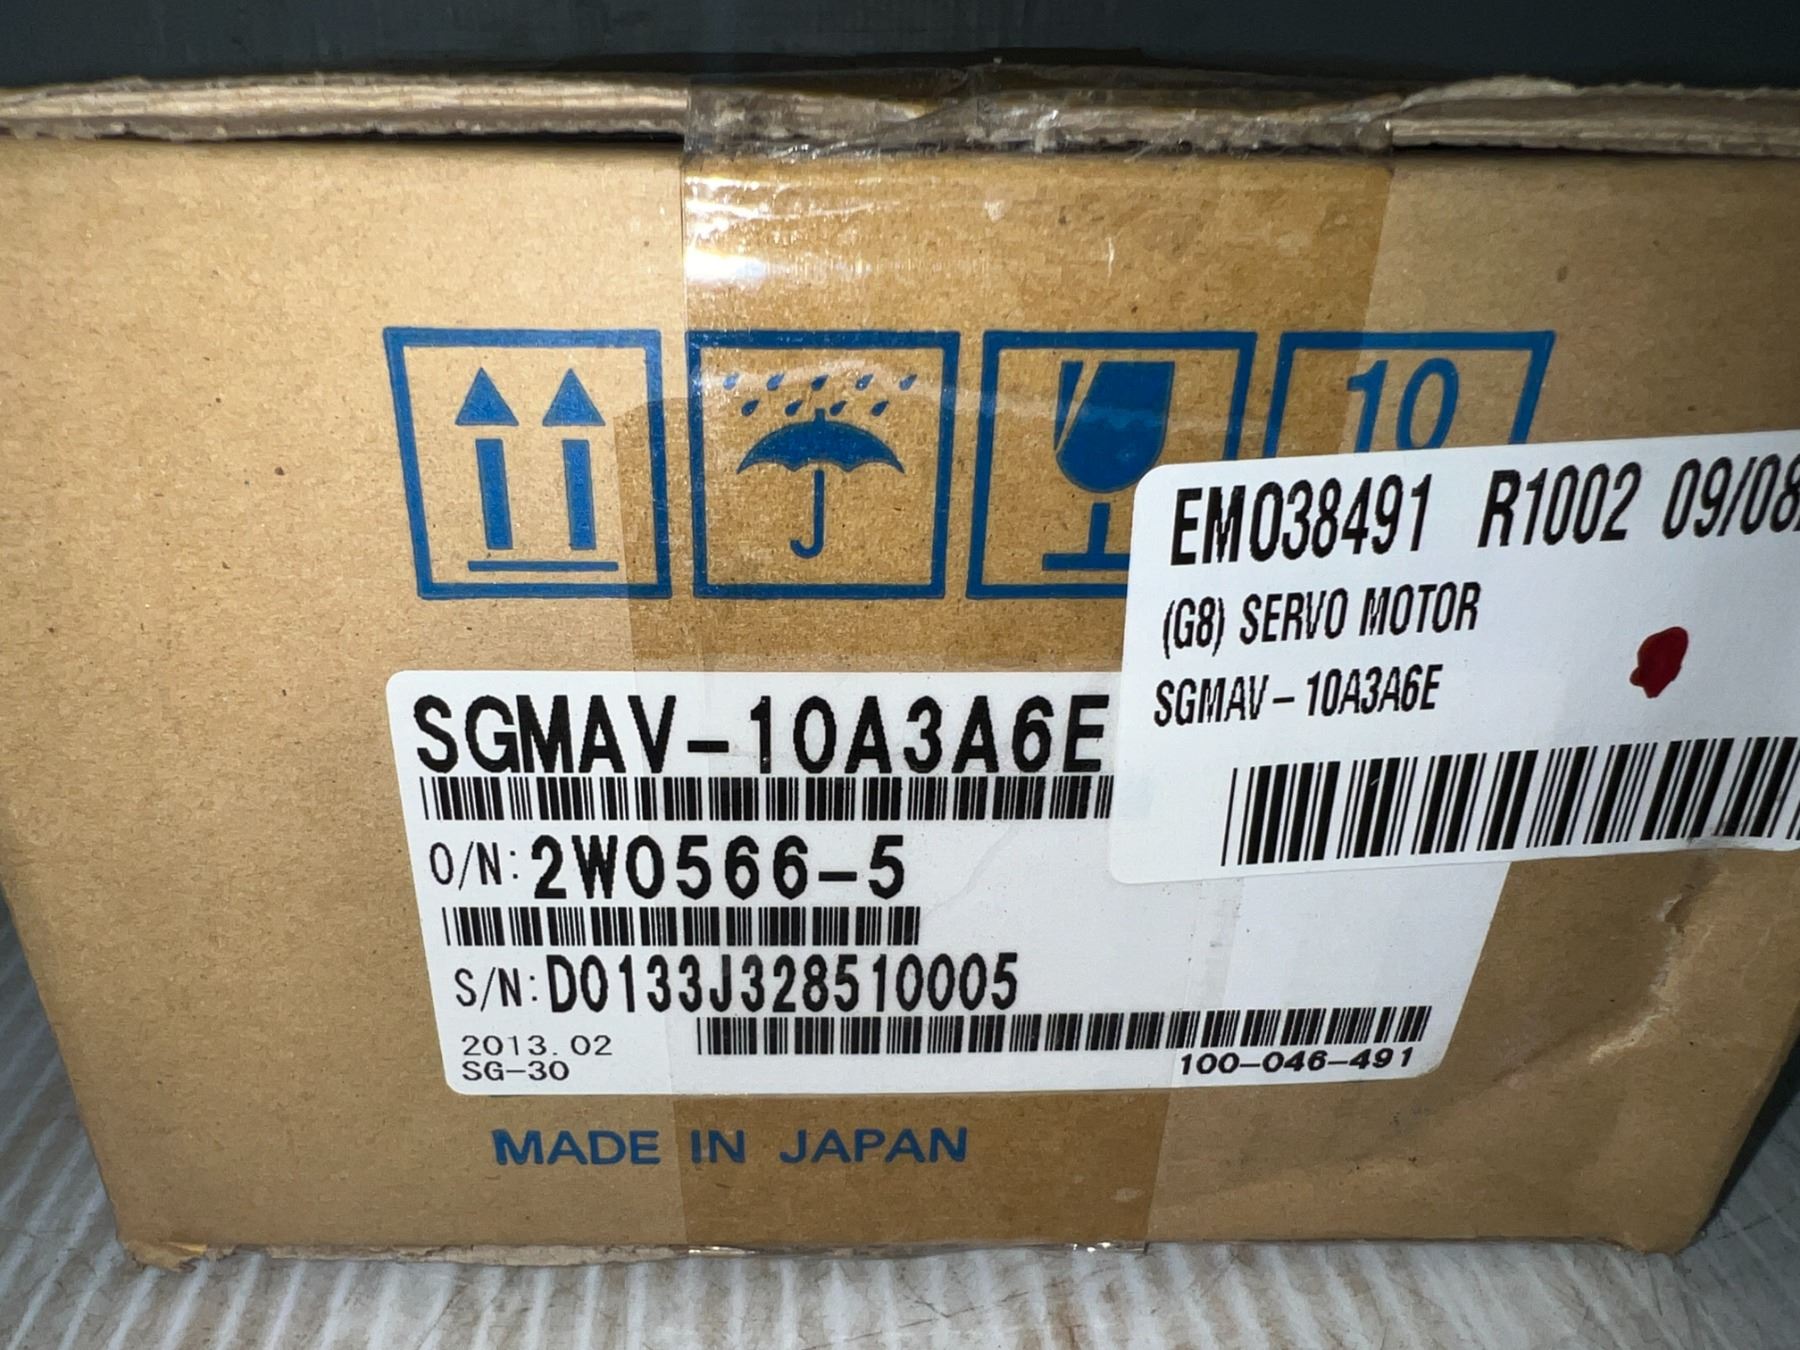 10
EM038491 R1002 09/08
(G8) SERVO MOTOR
SGMAV-10A3A6E
SGMAV-10A3A6E
O/N: 2W0566-5
S/N: D0133J328510005
2013.02
SG-30
100-046-491
MADE IN JAPAN